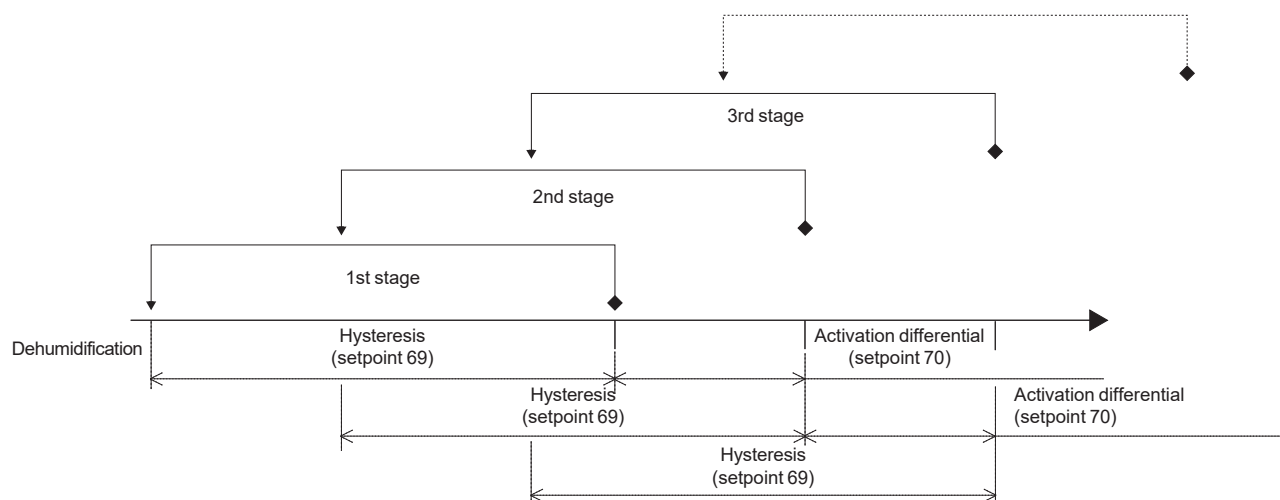 3rd stage
2nd stage
1st stage
Dehumidification
Hysteresis
(setpoint 69)
Activation differential
(setpoint 70)
Hysteresis
(setpoint 69)
Activation differential
(setpoint 70)
Hysteresis
(setpoint 69)